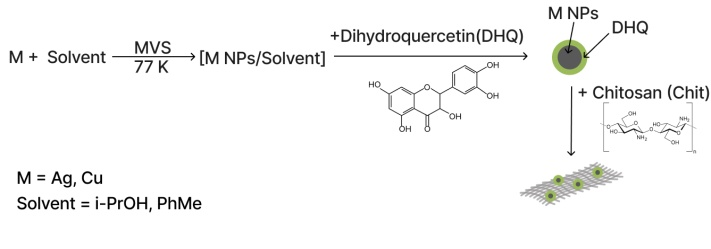 M + Solvent
MVS
77 K
[M NPs/Solvent]
+Dihydroquercetin(DHQ)
M NPs
DHQ
HO
O
OH
OH
OH
OH
O
+ Chitosan (Chit)
OH
O
HO
NH₂
O
HO
NH₂
O
O
OH
n
M = Ag, Cu
Solvent = i-PrOH, PhMe